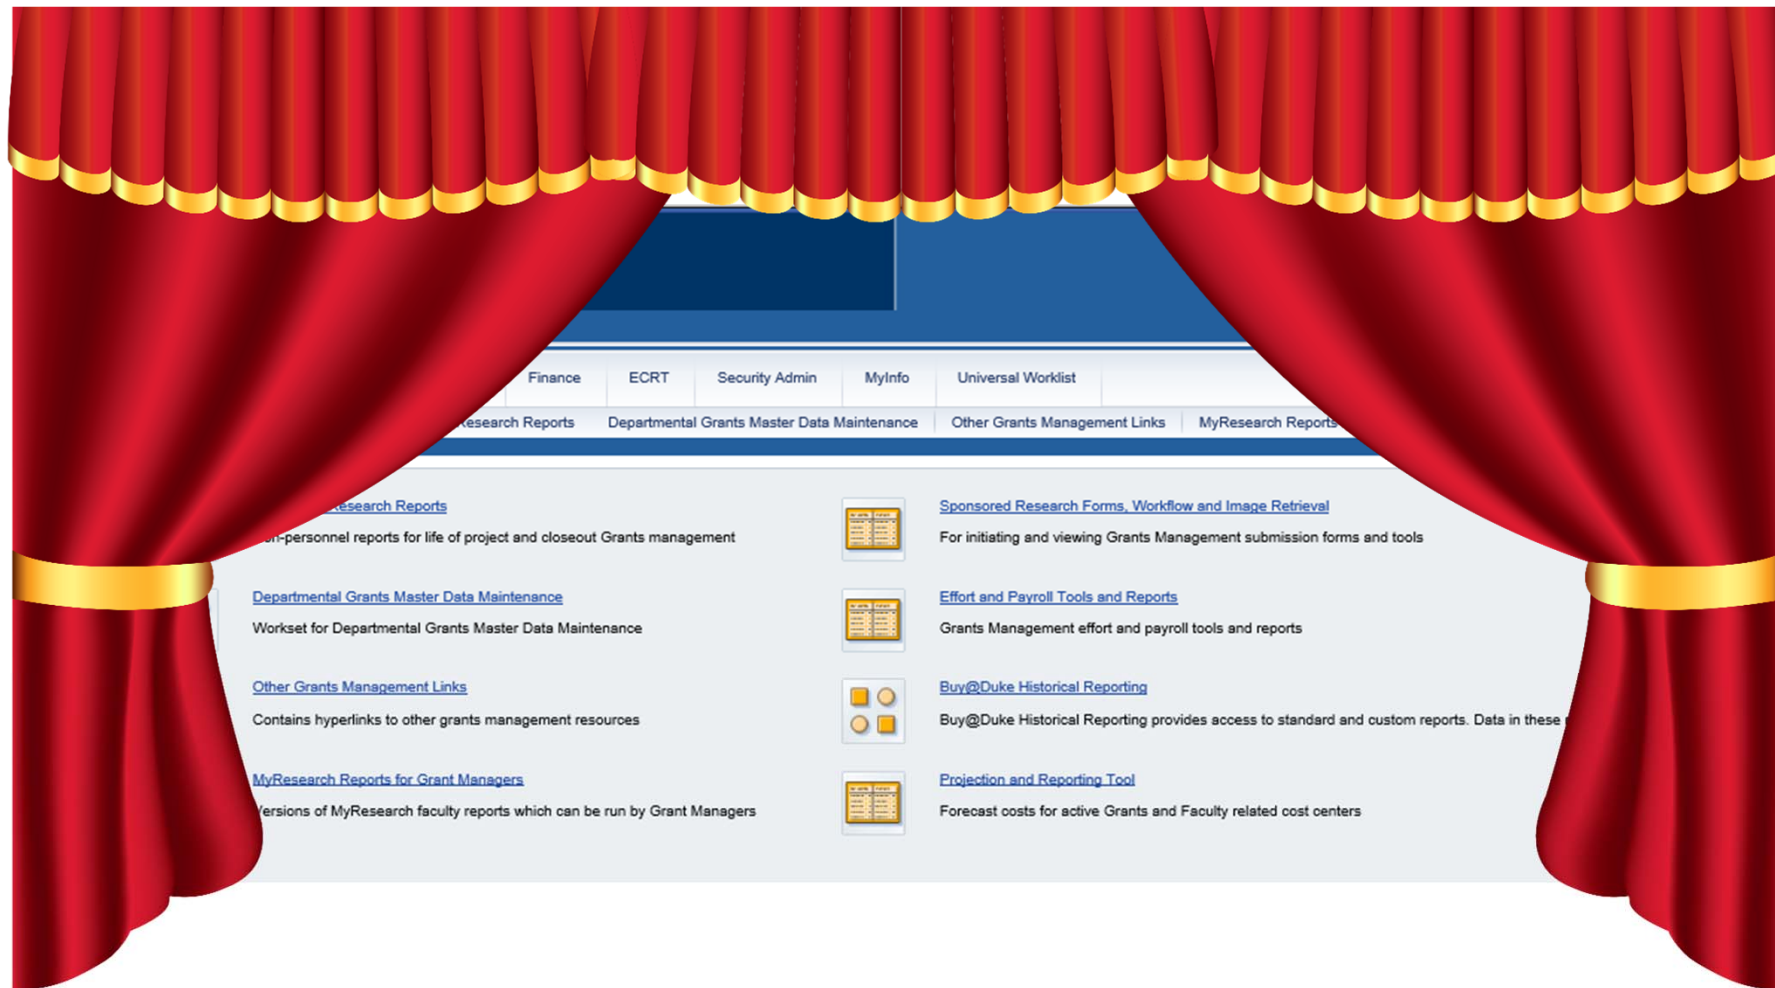 Finance ECRT Security Admin MyInfo Universal Worklist
Reports Departmental Grants Master Data Maintenance Other Grants Management Links MyResearch Reports
Reports
Sponsored Research Forms, Workflow and Image Retrieval
reports for life of project and closeout Grants management
For initiating and viewing Grants Management submission forms and tools
Departmental Grants Master Data Maintenance
Effort and Payroll Tools and Reports
Workset for Departmental Grants Master Data Maintenance
Grants Management effort and payroll tools and reports
Other Grants Management Links
Buy@Duke Historical Reporting
Contains hyperlinks to other grants management resources
Buy@Duke Historical Reporting provides access to standard and custom reports. Data in these
MyResearch Reports for Grant Managers
Projection and Reporting Tool
Versions of MyResearch faculty reports which can be run by Grant Managers
Forecast costs for active Grants and Faculty related cost centers